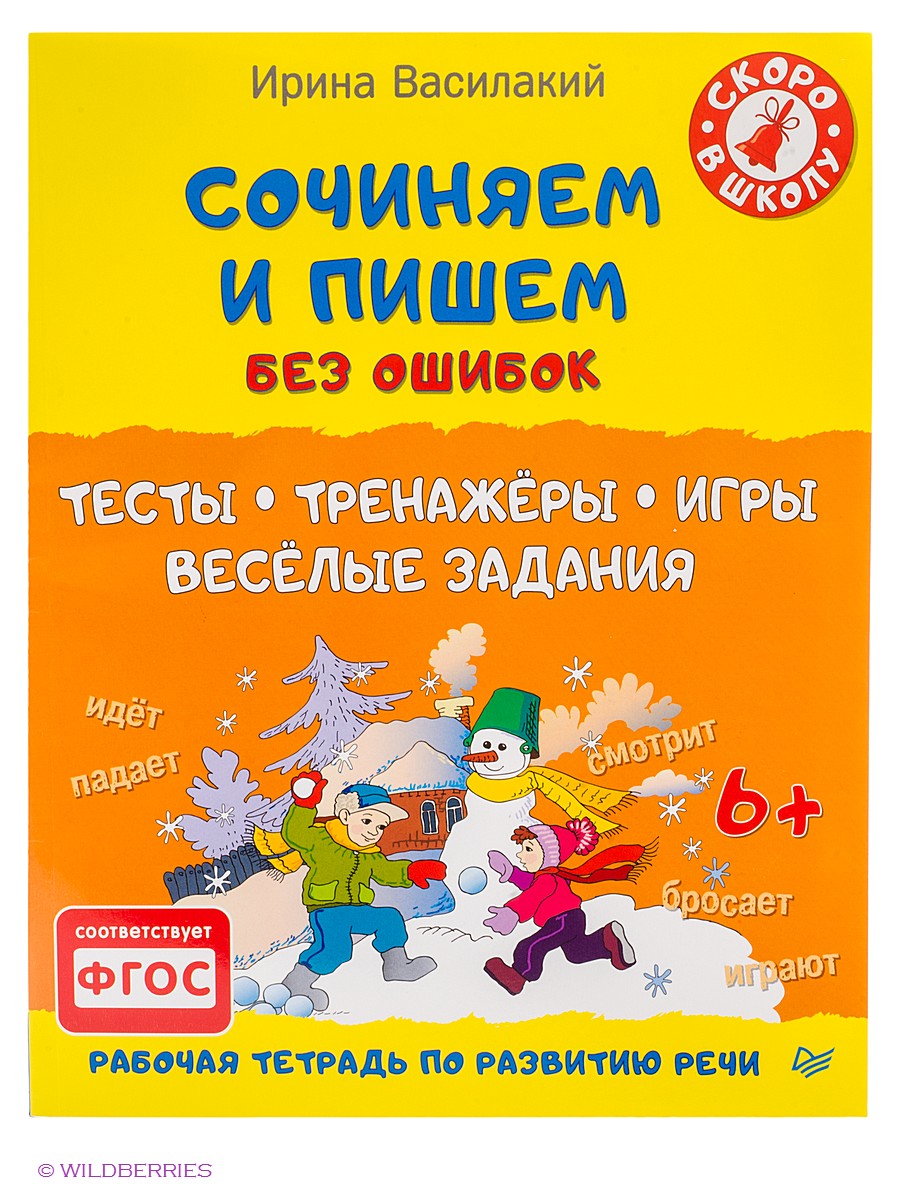 Ирина Василакий
СКОРО
В ШКОЛУ
СОЧИНЯЕМ
И ПИШЕМ
БЕЗ ОШИБОК
ТЕСТЫ • ТРЕНАЖЁРЫ • ИГРЫ
ВЕСЁЛЫЕ ЗАДАНИЯ
идёт
падает
смотрит
6+
бросает
играют
соответствует
ФГОС
РАБОЧАЯ ТЕТРАДЬ ПО РАЗВИТИЮ РЕЧИ
© WILDBERRIES